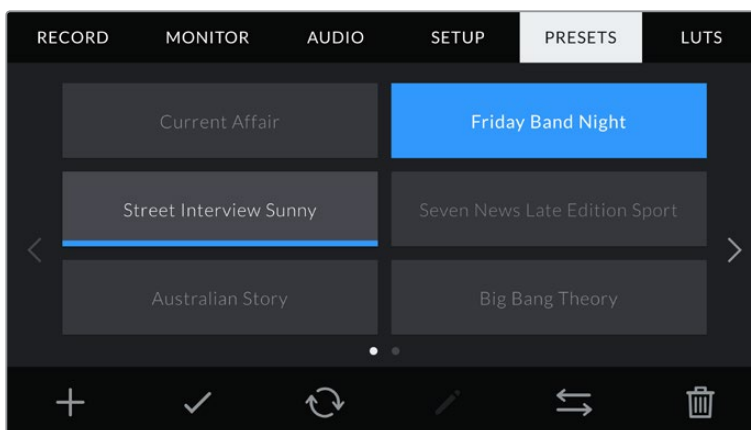 RECORD MONITOR AUDIO SETUP PRESETS LUTS
Current Affair Friday Band Night
Street Interview Sunny Seven News Late Edition Sport
Australian Story Big Bang Theory